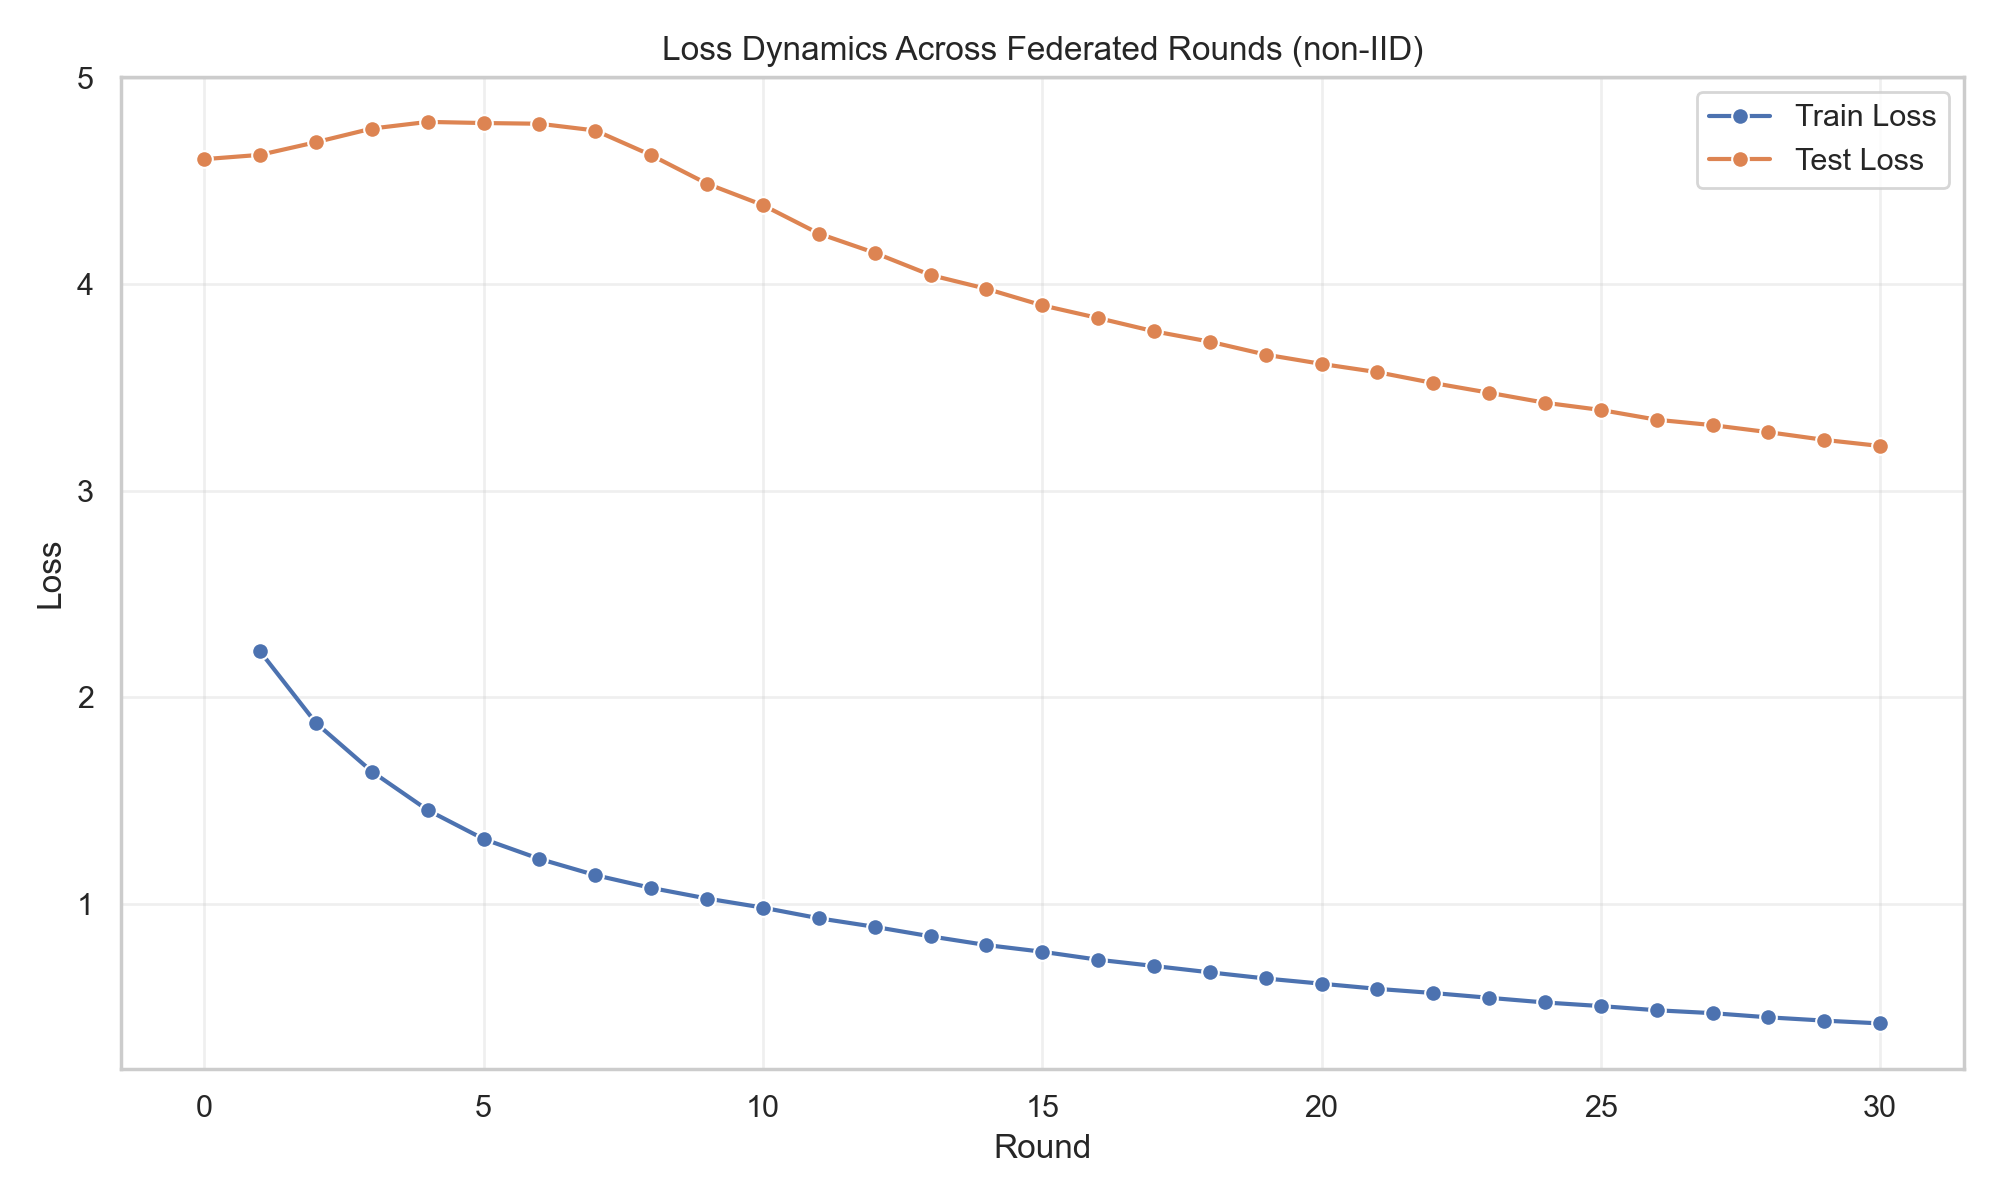 Loss Dynamics Across Federated Rounds (non-IID)
Train Loss
Test Loss
5
4
3
2
1
Loss
0 5 10 15 20 25 30
Round